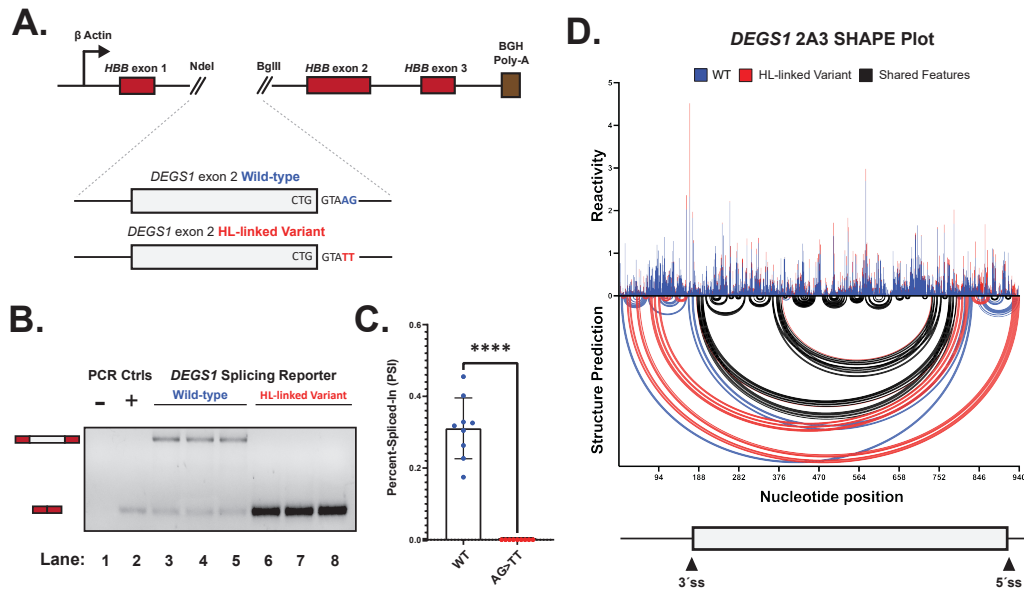 A.
β Actin
HBB exon 1
NdeI
BglII
HBB exon 2
HBB exon 3
BGH
Poly-A
DEGS1 exon 2 Wild-type
CTG GTAAG
DEGS1 exon 2 HL-linked Variant
CTG GTATT
B.
PCR Ctrls
DEGS1 Splicing Reporter
- +
Wild-type
HL-linked Variant
Lane: 1 2 3 4 5 6 7 8
C.
Percent-Spliced-In (PSI)
0.6
0.4
0.2
0.0
****
WT
AG>TT
D.
DEGS1 2A3 SHAPE Plot
WT
HL-linked Variant
Shared Features
Reactivity
5
4
3
2
1
0
Structure Prediction
94 188 282 376 470 564 658 752 846 940
Nucleotide position
3´ss
5´ss